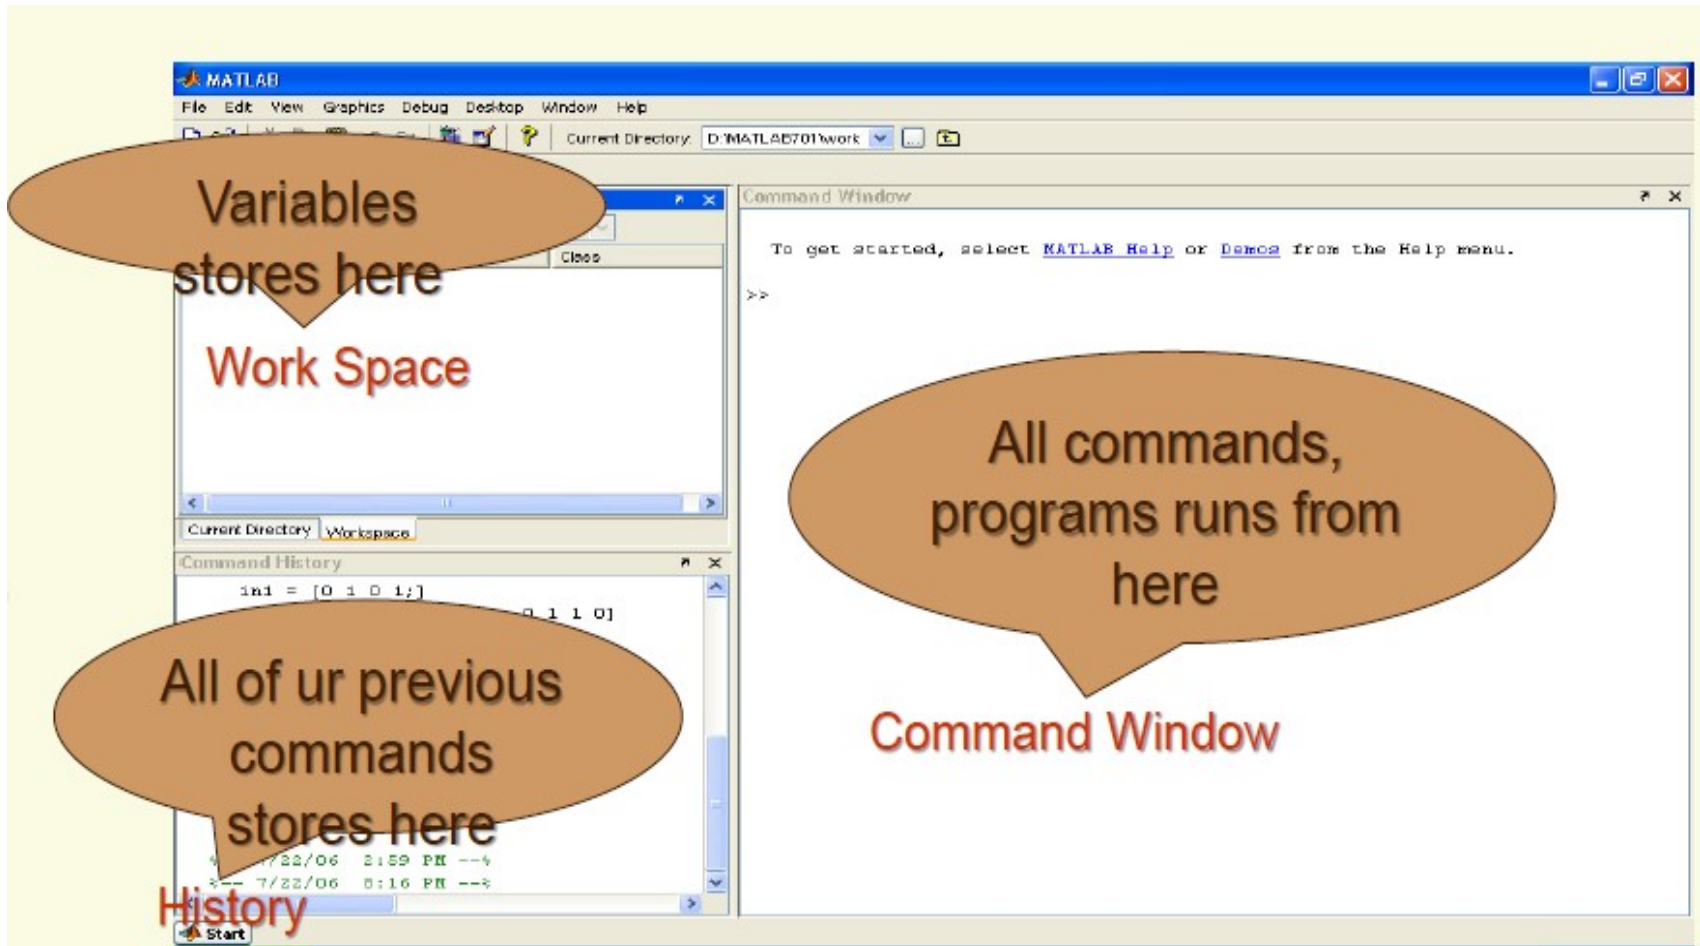 MATLAB
File Edit View Graphics Debug Desktop Window Help
Current Directory: D:\MATLAB701\work
Variables
stores here
Class
Work Space
Current Directory Workspace
Command History
in1 = [0 1 0 1;]
0 1 1 0]
All of ur previous
commands
stores here
7/22/06 2:59 PM --%
%-- 7/22/06 8:16 PM --%
History
Start
Command Window
To get started, select MATLAB Help or Demos from the Help menu.
>>
All commands,
programs runs from
here
Command Window